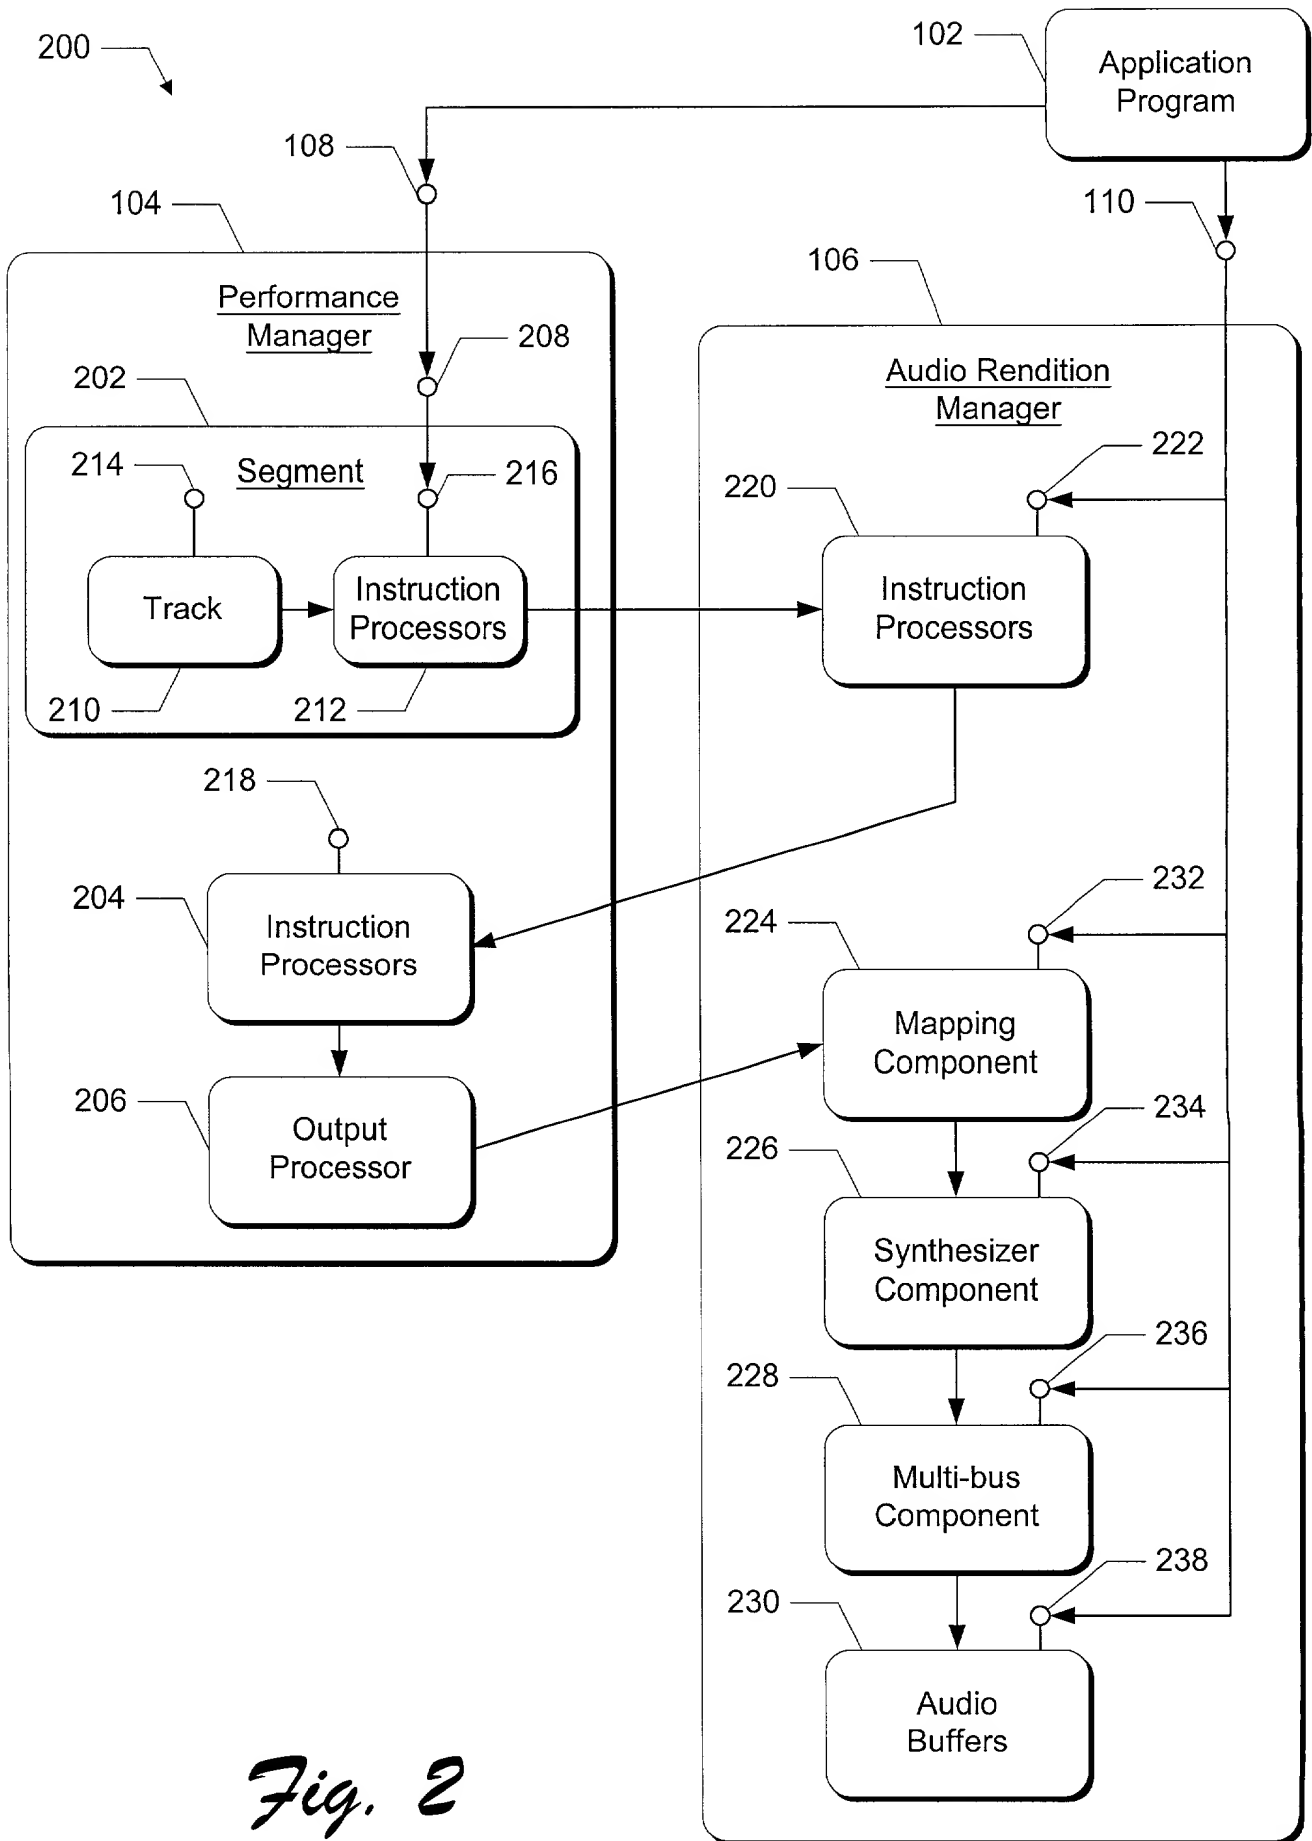 200
102
Application
Program
108
110
104
106
Performance
Manager
208
202
Audio Rendition
Manager
222
214
Segment
216
220
Track
Instruction
Processors
Instruction
Processors
210
212
218
232
204
Instruction
Processors
224
Mapping
Component
206
Output
Processor
234
226
Synthesizer
Component
236
228
Multi-bus
Component
238
230
Audio
Buffers
Fig. 2